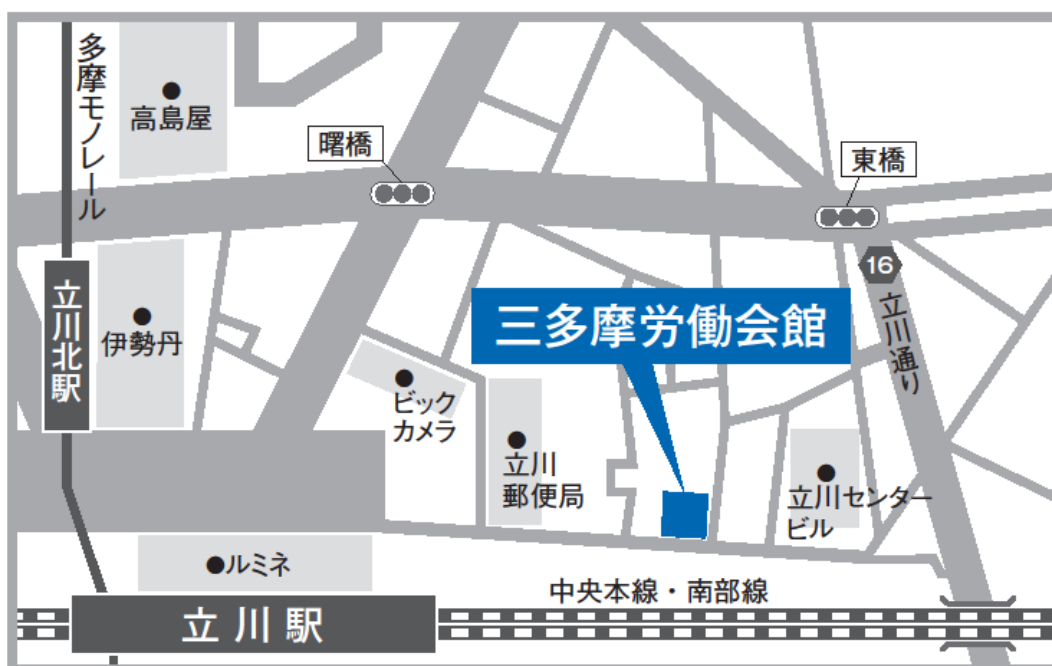 多摩モノレール
高島屋
曙橋
東橋
16
立川通り
立川北駅
伊勢丹
三多摩労働会館
ビック
カメラ
立川
郵便局
立川センター
ビル
ルミネ
中央本線・南部線
立川駅